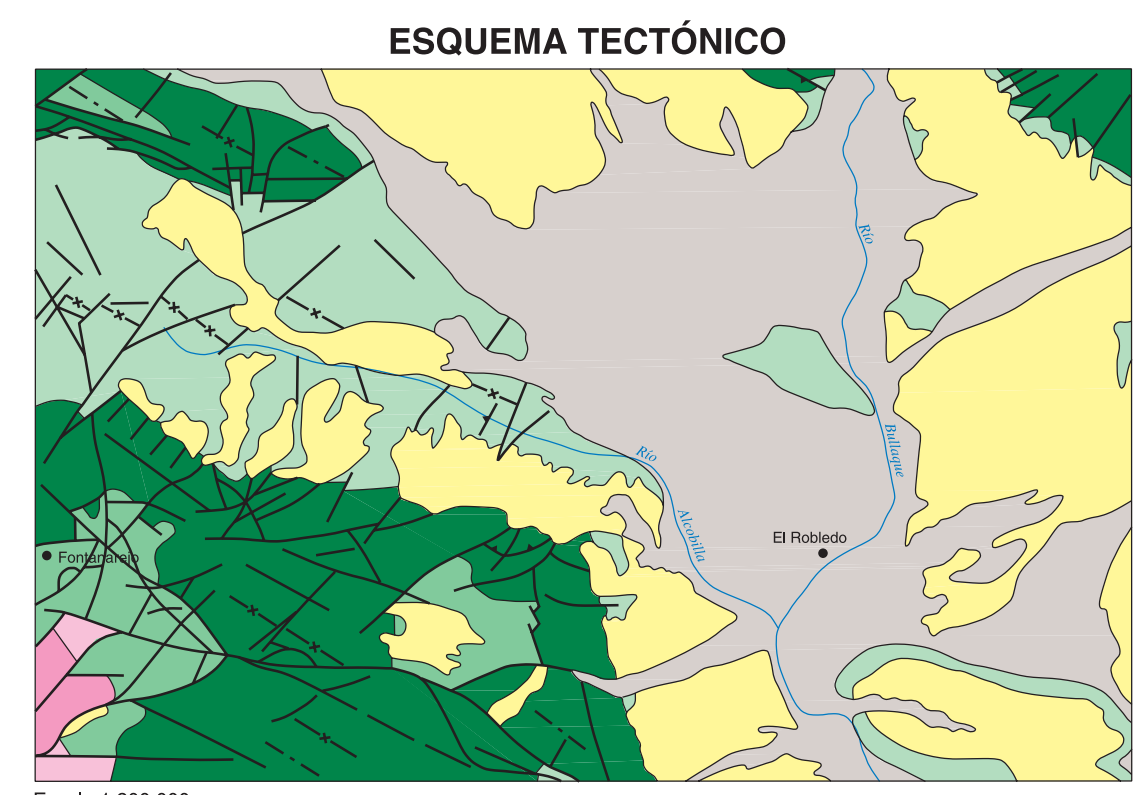 ESQUEMA TECTÓNICO
Río
Bullaque
Río
Alcobilla
El Robledo
Fontanarejo